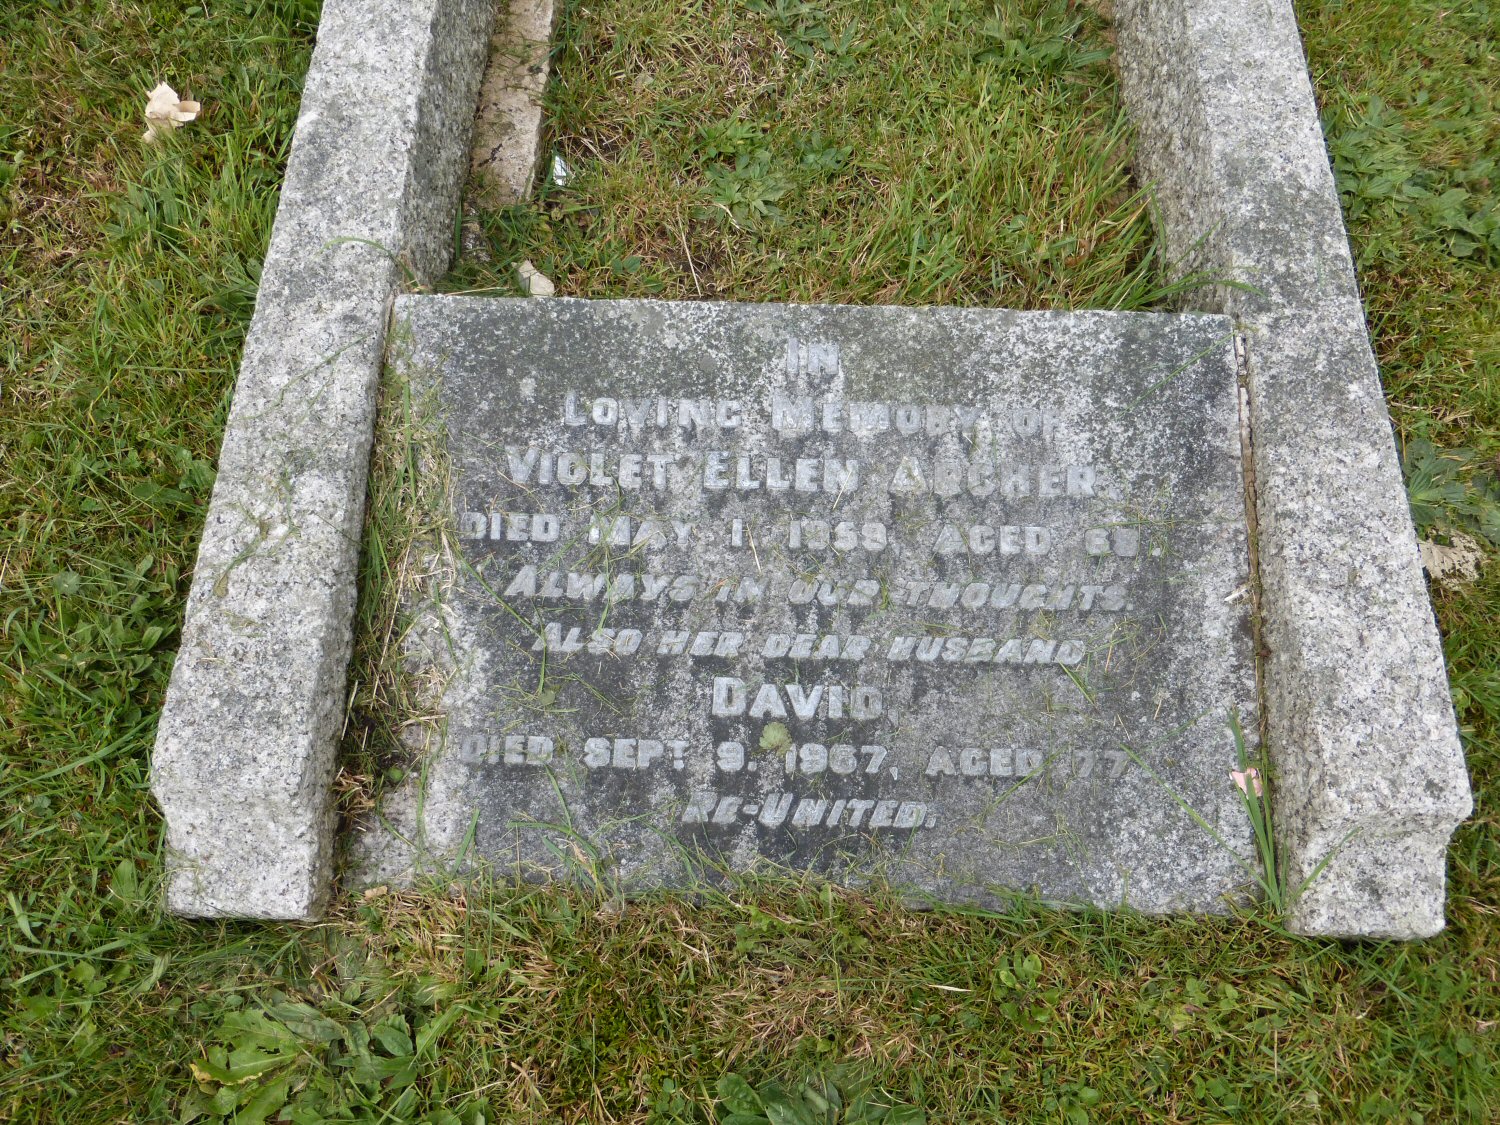 IN
LOVING MEMORY OF
VIOLET ELLEN ARCHER,
DIED MAY 1, 1959, AGED 69.
ALWAYS IN OUR THOUGHTS.
ALSO HER DEAR HUSBAND
DAVID,
DIED SEPT. 9. 1967, AGED 77.
RE-UNITED.